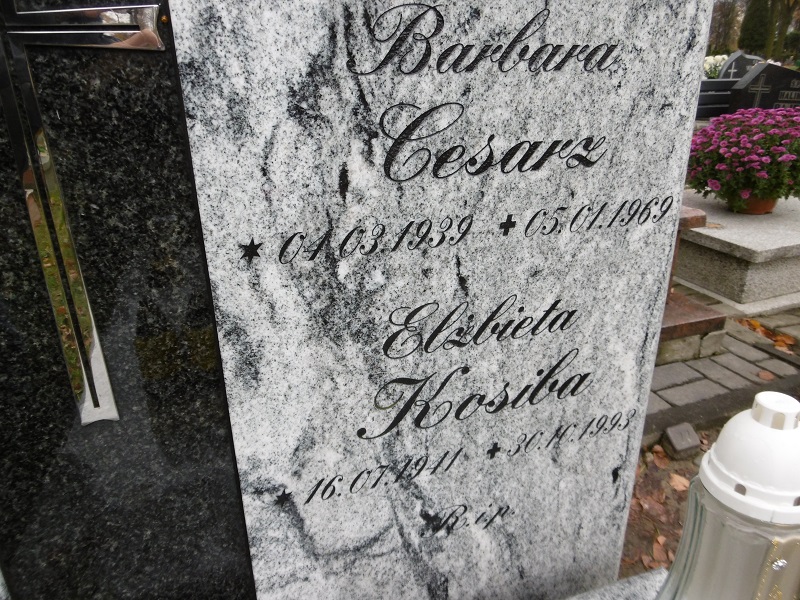 Barbara
Cesarz
★ 04.03.1939 ✝ 05.01.1969
Elżbieta
Kosiba
★ 16.07.1911 ✝ 30.10.1993
R.i.p.